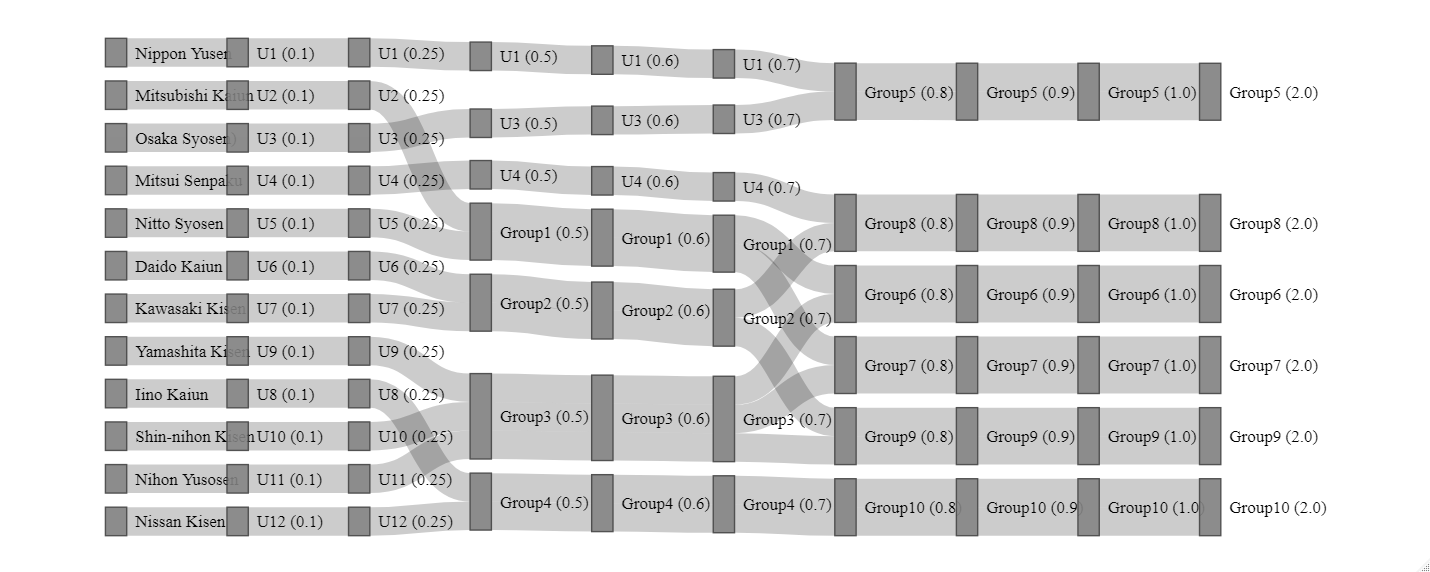 Nippon Yusen U1 (0.1) U1 (0.25) U1 (0.5) U1 (0.6) U1 (0.7)
Mitsubishi Kaiun U2 (0.1) U2 (0.25) Group5 (0.8) Group5 (0.9) Group5 (1.0) Group5 (2.0)
Osaka Syosen) U3 (0.1) U3 (0.25) U3 (0.5) U3 (0.6) U3 (0.7)
Mitsui Senpaku U4 (0.1) U4 (0.25) U4 (0.5) U4 (0.6) U4 (0.7)
Nitto Syosen U5 (0.1) U5 (0.25) Group1 (0.5) Group1 (0.6) Group1 (0.7) Group8 (0.8) Group8 (0.9) Group8 (1.0) Group8 (2.0)
Daido Kaiun U6 (0.1) U6 (0.25)
Kawasaki Kisen U7 (0.1) U7 (0.25) Group2 (0.5) Group2 (0.6) Group2 (0.7) Group6 (0.8) Group6 (0.9) Group6 (1.0) Group6 (2.0)
Yamashita Kisen U9 (0.1) U9 (0.25) Group7 (0.8) Group7 (0.9) Group7 (1.0) Group7 (2.0)
Iino Kaiun U8 (0.1) U8 (0.25)
Shin-nihon Kisen U10 (0.1) U10 (0.25) Group3 (0.5) Group3 (0.6) Group3 (0.7) Group9 (0.8) Group9 (0.9) Group9 (1.0) Group9 (2.0)
Nihon Yusosen U11 (0.1) U11 (0.25)
Nissan Kisen U12 (0.1) U12 (0.25) Group4 (0.5) Group4 (0.6) Group4 (0.7) Group10 (0.8) Group10 (0.9) Group10 (1.0) Group10 (2.0)